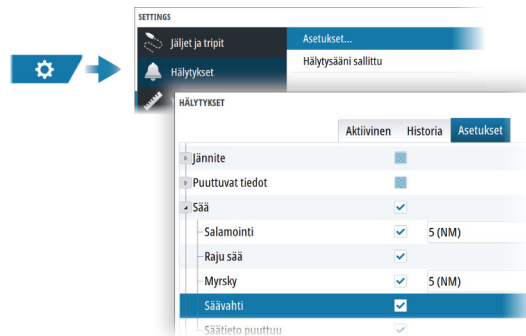 SETTINGS
Jäljet ja tripit
Asetukset...
Hälytykset
Hälytysääni sallittu
HÄLYTYKSET
Aktiivinen Historia Asetukset
Jännite
Puuttuvat tiedot
Sää
Salamointi 5 (NM)
Raju sää
Myrsky 5 (NM)
Säävahti
Säätieto puuttuu